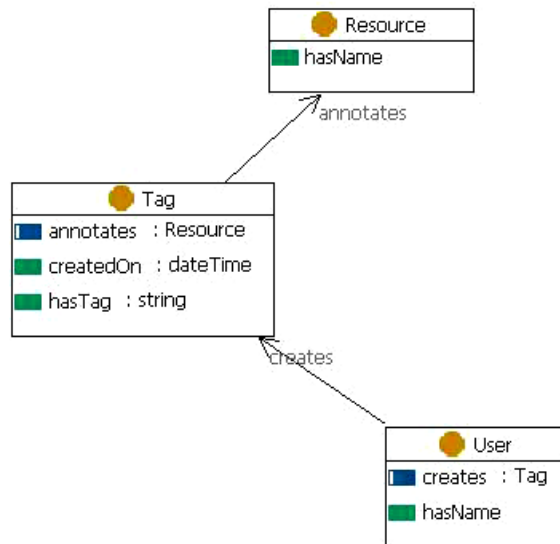 Resource
hasName
annotates
Tag
annotates : Resource
createdOn : dateTime
hasTag : string
creates
User
creates : Tag
hasName